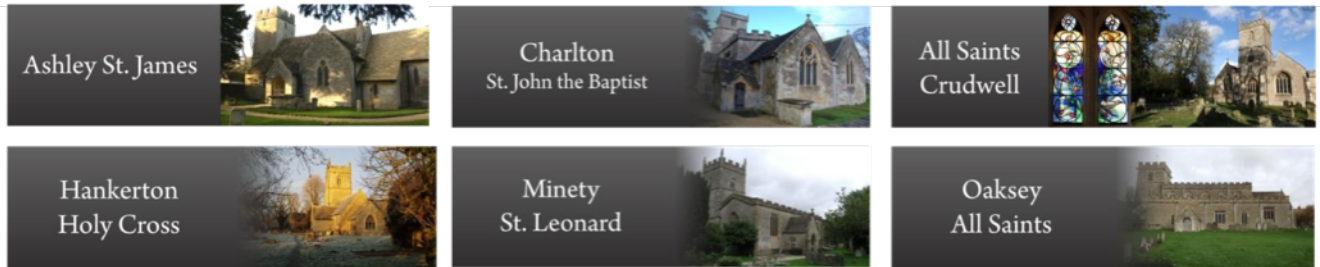 Ashley St. James
Charlton
St. John the Baptist
All Saints
Crudwell
Hankerton
Holy Cross
Minety
St. Leonard
Oaksey
All Saints